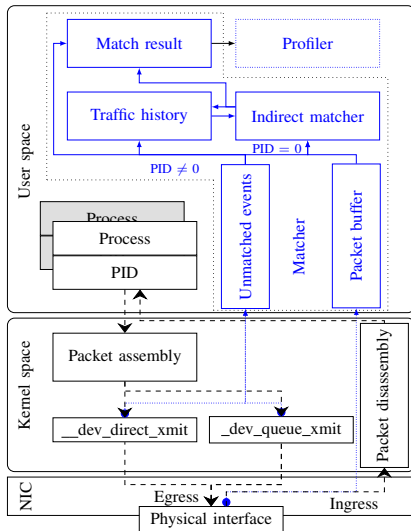 Match result
Profiler
Traffic history
Indirect matcher
PID = 0
PID ≠ 0
User space
Unmatched events
Matcher
Packet buffer
Process
Process
PID
Kernel space
Packet assembly
Packet disassembly
__dev_direct_xmit
_dev_queue_xmit
NIC
Egress
Ingress
Physical interface